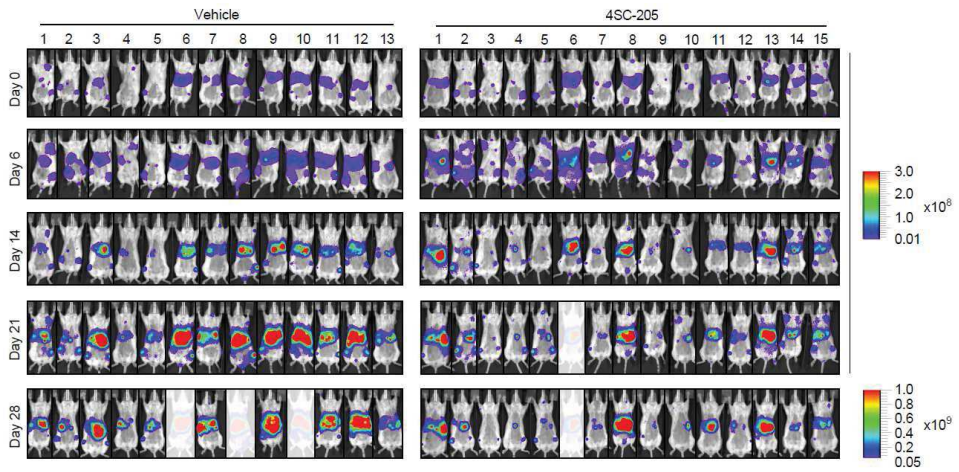 Vehicle
4SC-205
1 2 3 4 5 6 7 8 9 10 11 12 13
1 2 3 4 5 6 7 8 9 10 11 12 13 14 15
Day 0
Day 6
Day 14
Day 21
Day 28
3.0
2.0
1.0
0.01
x10⁸
1.0
0.8
0.6
0.4
0.2
0.05
x10⁹